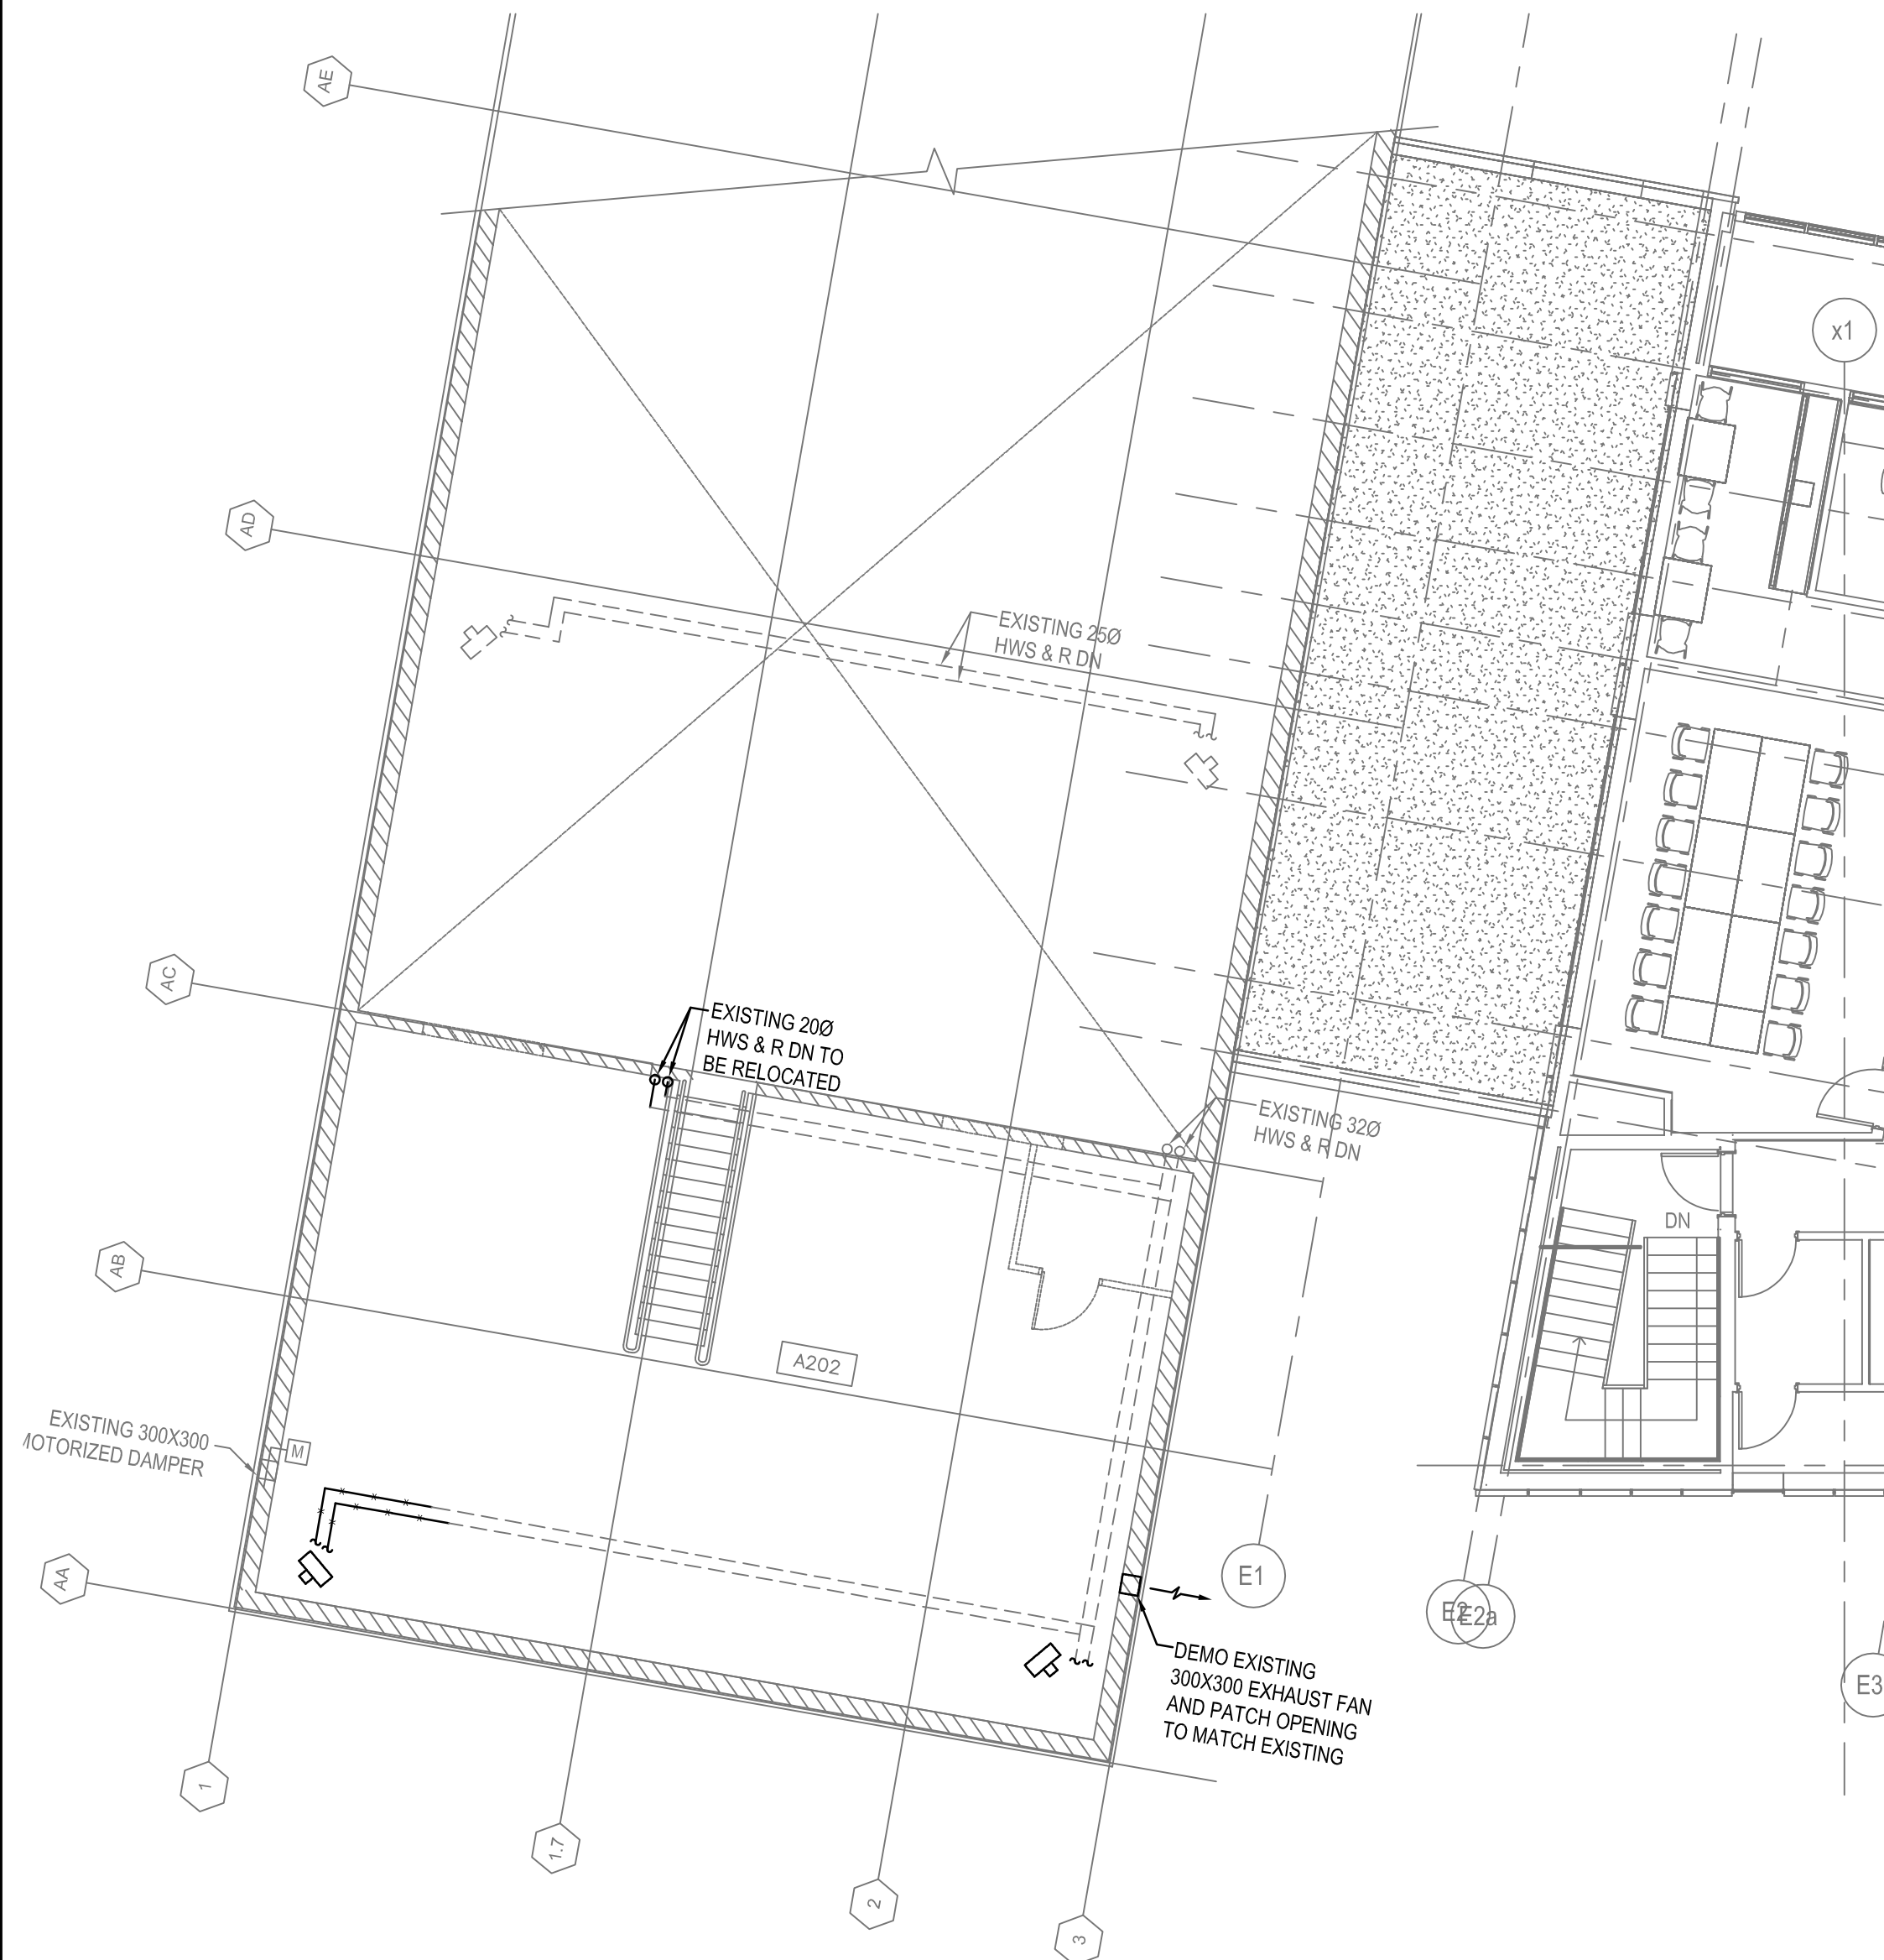 AE
x1
AD
EXISTING 25Ø
HWS & R DN
AC
EXISTING 20Ø
HWS & R DN TO
BE RELOCATED
EXISTING 32Ø
HWS & R DN
DN
AB
A202
EXISTING 300X300
MOTORIZED DAMPER
M
AA
E1
E2
E2a
DEMO EXISTING
300X300 EXHAUST FAN
AND PATCH OPENING
TO MATCH EXISTING
E3
1
1.7
2
3